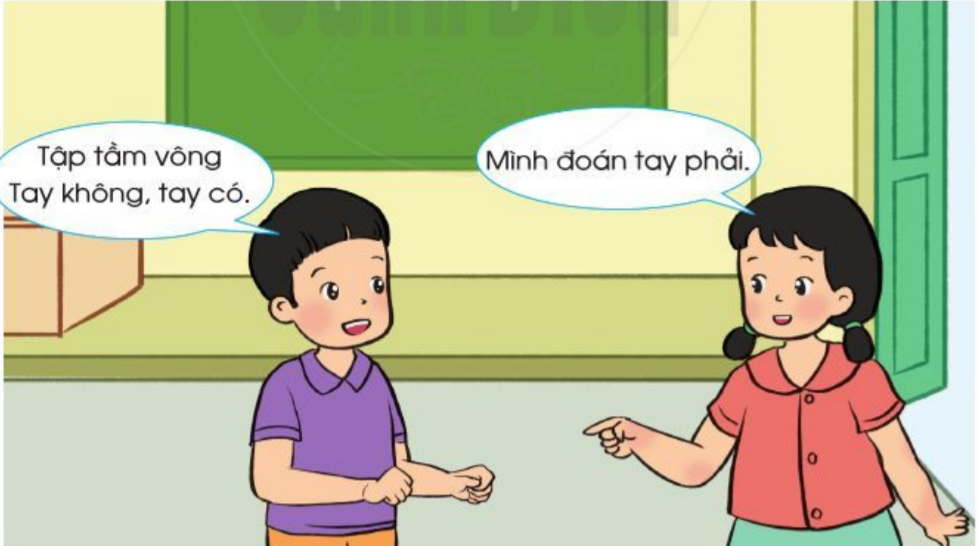 Tập tầm vông
Tay không, tay có.
Mình đoán tay phải.